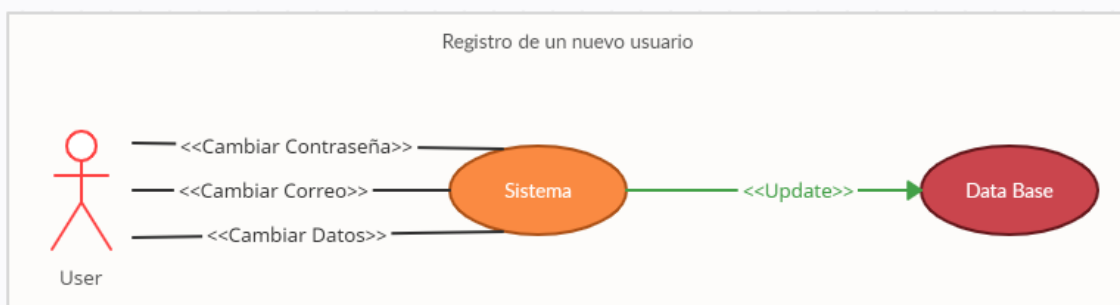 Registro de un nuevo usuario
<<Cambiar Contraseña>>
<<Cambiar Correo>>
Sistema
<<Update>>
Data Base
<<Cambiar Datos>>
User